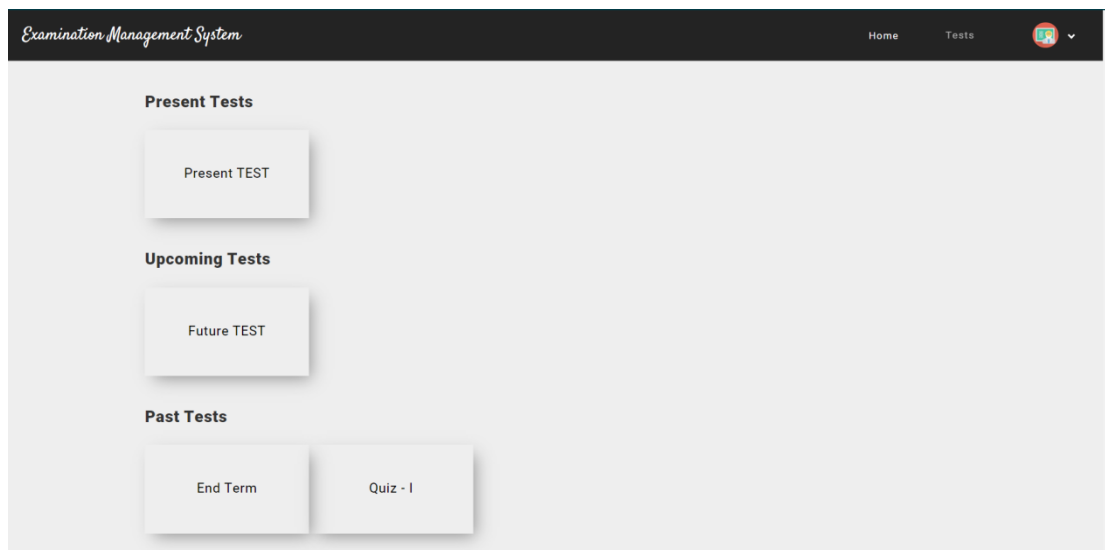 Examination Management System
Home
Tests
Present Tests
Present TEST
Upcoming Tests
Future TEST
Past Tests
End Term
Quiz - I